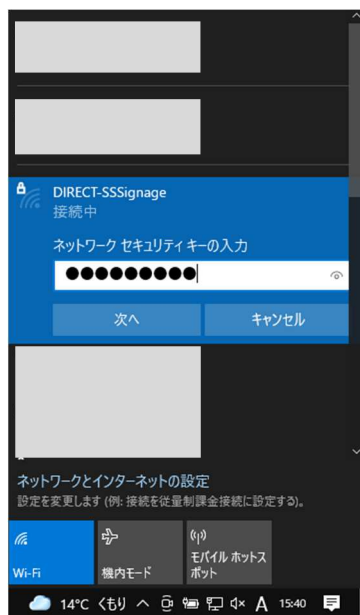 DIRECT-SSSignage
接続中
ネットワーク セキュリティ キーの入力
●●●●●●●●●
次へ
キャンセル
ネットワークとインターネットの設定
設定を変更します (例: 接続を従量制課金接続に設定する)。
Wi-Fi
機内モード
モバイル ホットス
ポット
14°C くもり
A
15:40